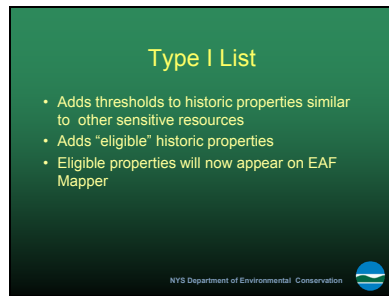 Type I List
• Adds thresholds to historic properties similar
to other sensitive resources
• Adds “eligible” historic properties
• Eligible properties will now appear on EAF
Mapper
NYS Department of Environmental Conservation